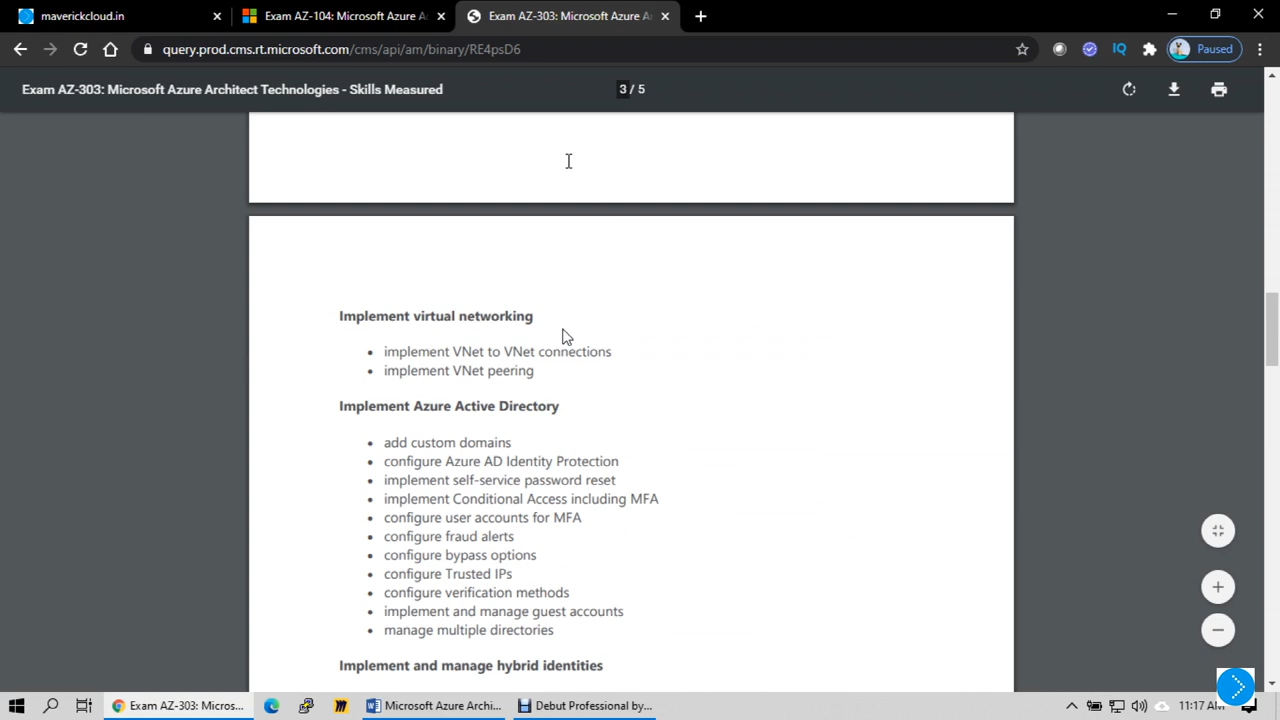 maverickcloud.in
Exam AZ-104: Microsoft Azure A
Exam AZ-303: Microsoft Azure A
query.prod.cms.rt.microsoft.com/cms/api/am/binary/RE4psD6
IQ
Paused
Exam AZ-303: Microsoft Azure Architect Technologies - Skills Measured
3 / 5
Implement virtual networking
• implement VNet to VNet connections
• implement VNet peering
Implement Azure Active Directory
• add custom domains
• configure Azure AD Identity Protection
• implement self-service password reset
• implement Conditional Access including MFA
• configure user accounts for MFA
• configure fraud alerts
• configure bypass options
• configure Trusted IPs
• configure verification methods
• implement and manage guest accounts
• manage multiple directories
Implement and manage hybrid identities
Exam AZ-303: Micros...
Microsoft Azure Archi...
Debut Professional by...
11:17 AM